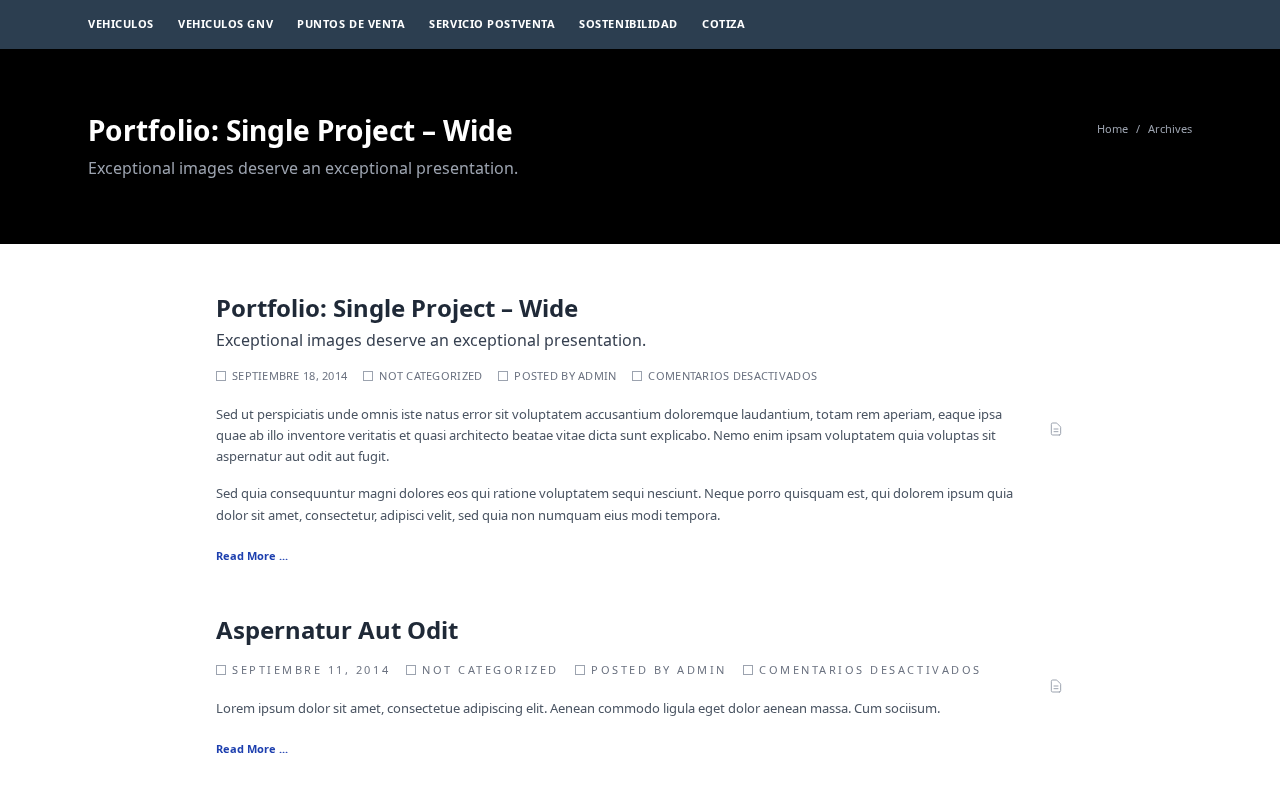 VEHICULOS VEHICULOS GNV PUNTOS DE VENTA SERVICIO POSTVENTA SOSTENIBILIDAD COTIZA
Portfolio: Single Project – Wide
Home / Archives
Exceptional images deserve an exceptional presentation.
Portfolio: Single Project – Wide
Exceptional images deserve an exceptional presentation.
SEPTIEMBRE 18, 2014 NOT CATEGORIZED POSTED BY ADMIN COMENTARIOS DESACTIVADOS
Sed ut perspiciatis unde omnis iste natus error sit voluptatem accusantium doloremque laudantium, totam rem aperiam, eaque ipsa
quae ab illo inventore veritatis et quasi architecto beatae vitae dicta sunt explicabo. Nemo enim ipsam voluptatem quia voluptas sit
aspernatur aut odit aut fugit.
Sed quia consequuntur magni dolores eos qui ratione voluptatem sequi nesciunt. Neque porro quisquam est, qui dolorem ipsum quia
dolor sit amet, consectetur, adipisci velit, sed quia non numquam eius modi tempora.
Read More ...
Aspernatur Aut Odit
SEPTIEMBRE 11, 2014 NOT CATEGORIZED POSTED BY ADMIN COMENTARIOS DESACTIVADOS
Lorem ipsum dolor sit amet, consectetue adipiscing elit. Aenean commodo ligula eget dolor aenean massa. Cum sociisum.
Read More ...